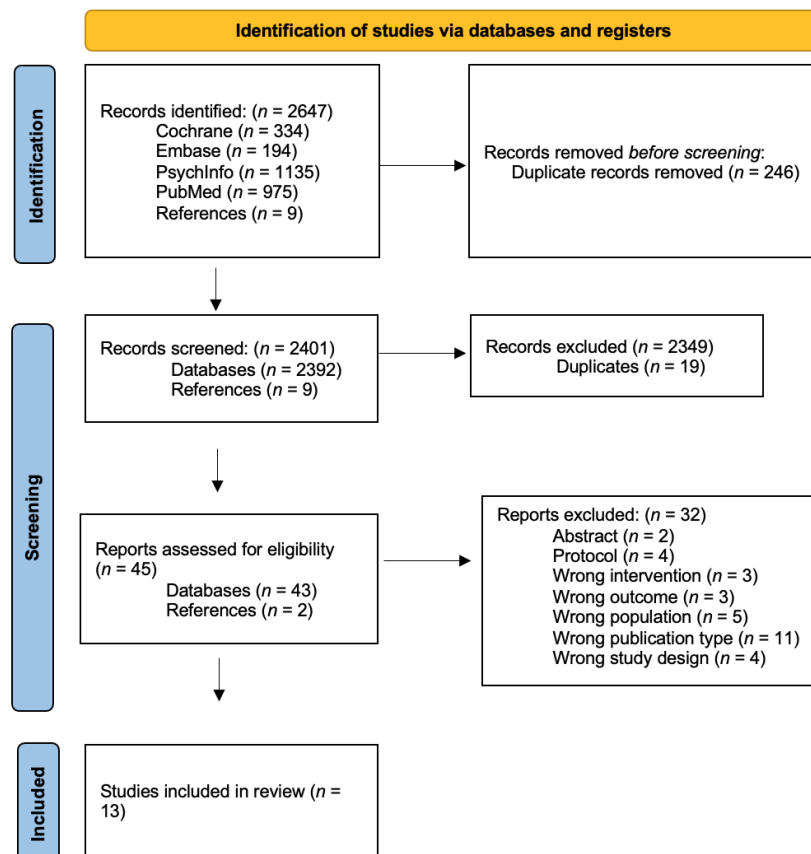 Identification of studies via databases and registers
Identification
Records identified: (n = 2647)
Cochrane (n = 334)
Embase (n = 194)
PsychInfo (n = 1135)
PubMed (n = 975)
References (n = 9)
Records removed before screening:
Duplicate records removed (n = 246)
Screening
Records screened: (n = 2401)
Databases (n = 2392)
References (n = 9)
Records excluded (n = 2349)
Duplicates (n = 19)
Reports assessed for eligibility
(n = 45)
Databases (n = 43)
References (n = 2)
Reports excluded: (n = 32)
Abstract (n = 2)
Protocol (n = 4)
Wrong intervention (n = 3)
Wrong outcome (n = 3)
Wrong population (n = 5)
Wrong publication type (n = 11)
Wrong study design (n = 4)
Included
Studies included in review (n =
13)